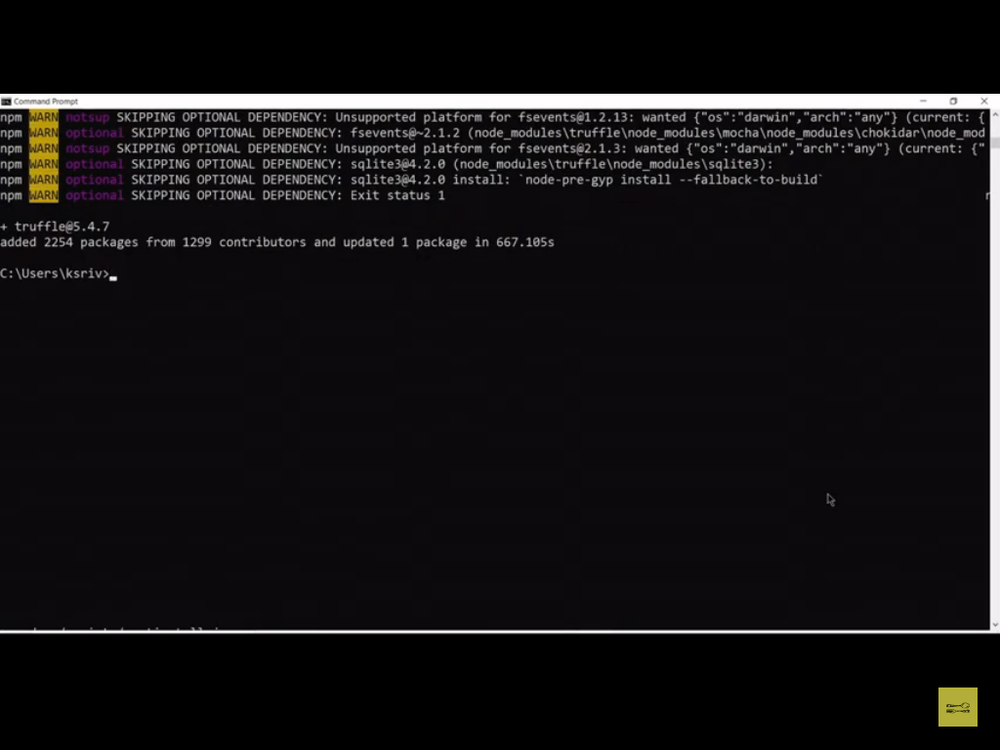 Command Prompt
npm WARN notsup SKIPPING OPTIONAL DEPENDENCY: Unsupported platform for fsevents@1.2.13: wanted {"os":"darwin","arch":"any"} (current: {
npm WARN optional SKIPPING OPTIONAL DEPENDENCY: fsevents@~2.1.2 (node_modules\truffle\node_modules\mocha\node_modules\chokidar\node_mod
npm WARN notsup SKIPPING OPTIONAL DEPENDENCY: Unsupported platform for fsevents@2.1.3: wanted {"os":"darwin","arch":"any"} (current: {"
npm WARN optional SKIPPING OPTIONAL DEPENDENCY: sqlite3@4.2.0 (node_modules\truffle\node_modules\sqlite3):
npm WARN optional SKIPPING OPTIONAL DEPENDENCY: sqlite3@4.2.0 install: `node-pre-gyp install --fallback-to-build`
npm WARN optional SKIPPING OPTIONAL DEPENDENCY: Exit status 1
+ truffle@5.4.7
added 2254 packages from 1299 contributors and updated 1 package in 667.105s
C:\Users\ksriv>